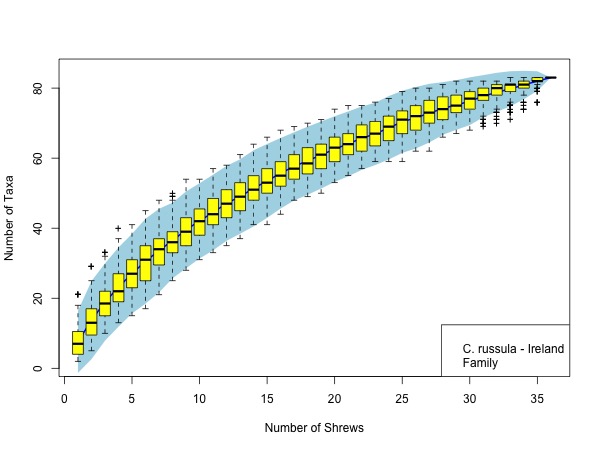 Number of Taxa
80
60
40
20
0
C. russula - Ireland
Family
0 5 10 15 20 25 30 35
Number of Shrews